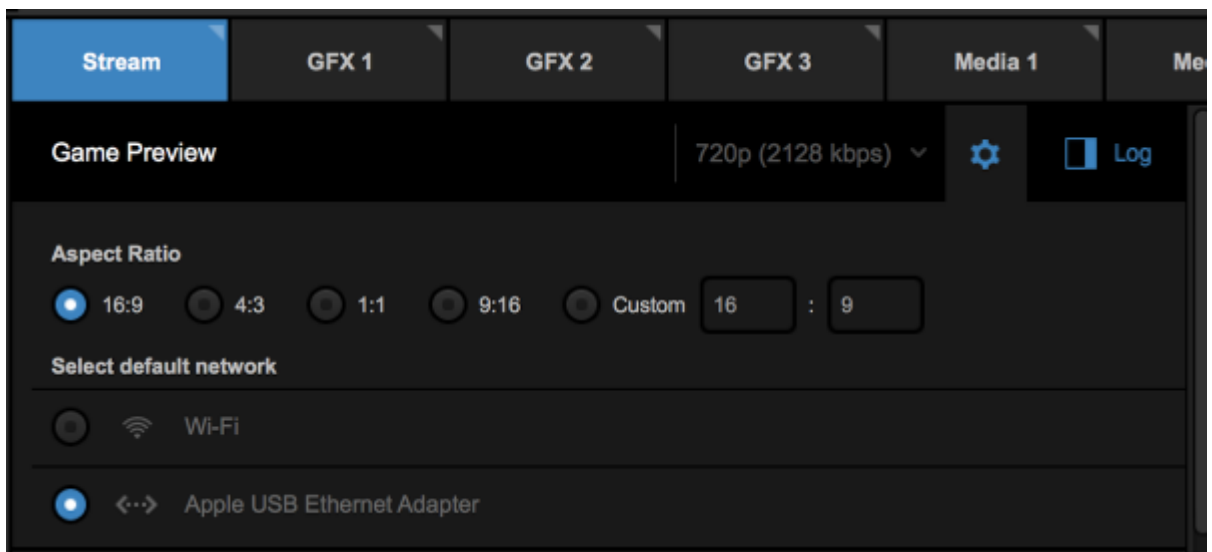 Stream GFX 1 GFX 2 GFX 3 Media 1
Game Preview 720p (2128 kbps) Log
Aspect Ratio
16:9 4:3 1:1 9:16 Custom 16 : 9
Select default network
Wi-Fi
Apple USB Ethernet Adapter